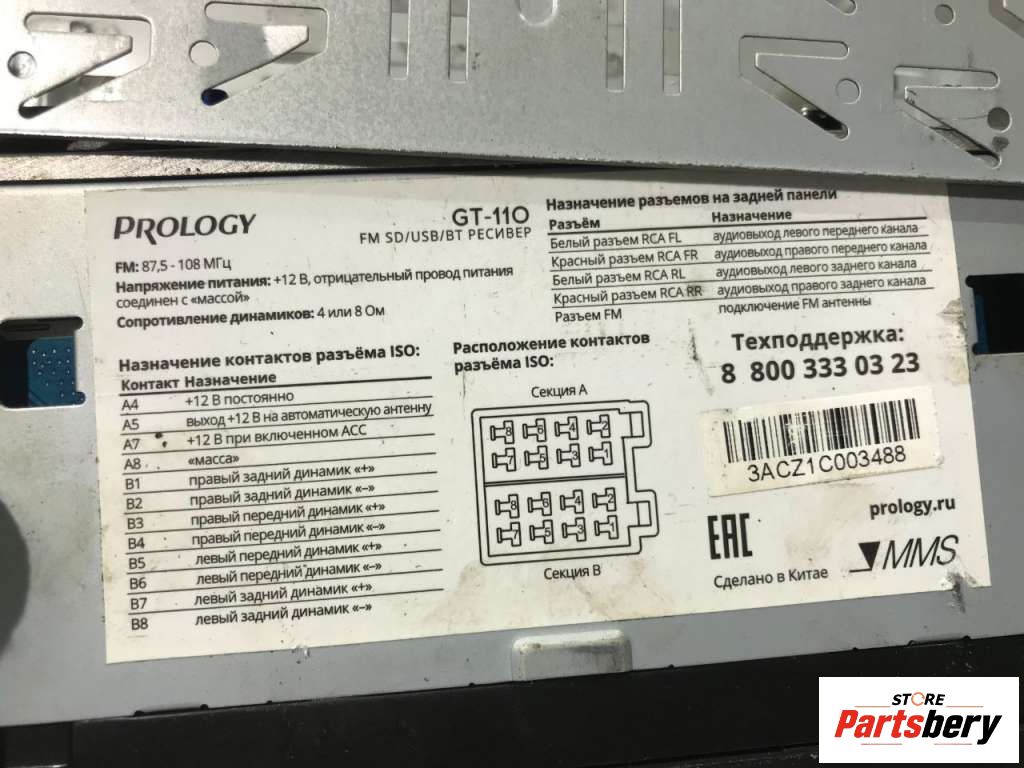 PROLOGY
GT-110
FM SD/USB/BT РЕСИВЕР
FM: 87,5 - 108 МГц
Напряжение питания: +12 В, отрицательный провод питания
соединен с «массой»
Сопротивление динамиков: 4 или 8 Ом
Назначение разъемов на задней панели
Разъём Назначение
Белый разъем RCA FL аудиовыход левого переднего канала
Красный разъем RCA FR аудиовыход правого переднего канала
Белый разъем RCA RL аудиовыход левого заднего канала
Красный разъем RCA RR аудиовыход правого заднего канала
Разъем FM подключение FM антенны
Назначение контактов разъёма ISO:
Контакт Назначение
A4 +12 В постоянно
A5 выход +12 В на автоматическую антенну
A7 +12 В при включенном ACC
A8 «масса»
B1 правый задний динамик «+»
B2 правый задний динамик «–»
B3 правый передний динамик «+»
B4 правый передний динамик «–»
B5 левый передний динамик «+»
B6 левый передний динамик «–»
B7 левый задний динамик «+»
B8 левый задний динамик «–»
Расположение контактов
разъёма ISO:
Секция A
8 6 4 2
7 5 3 1
8 6 4 2
7 5 3 1
Секция B
Техподдержка:
8 800 333 03 23
3ACZ1C003488
prology.ru
EAC
MMS
Сделано в Китае
STORE
Partsbery